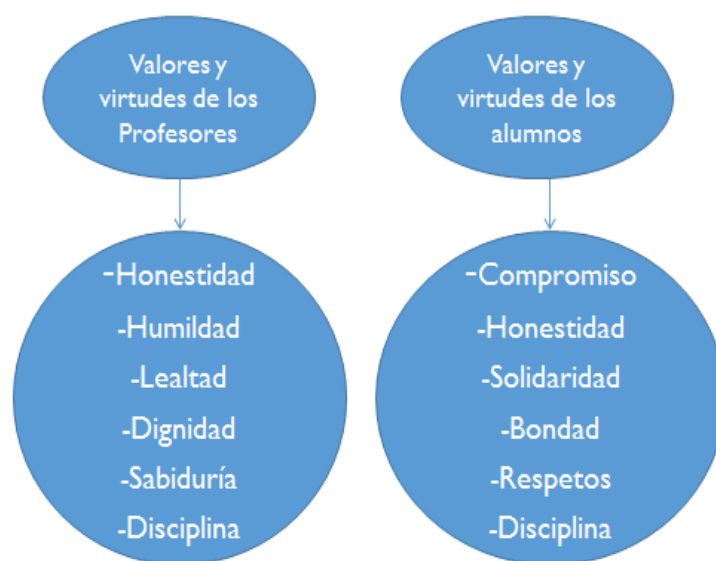 Valores y
virtudes de los
Profesores
-Honestidad
-Humildad
-Lealtad
-Dignidad
-Sabiduría
-Disciplina
Valores y
virtudes de los
alumnos
-Compromiso
-Honestidad
-Solidaridad
-Bondad
-Respetos
-Disciplina